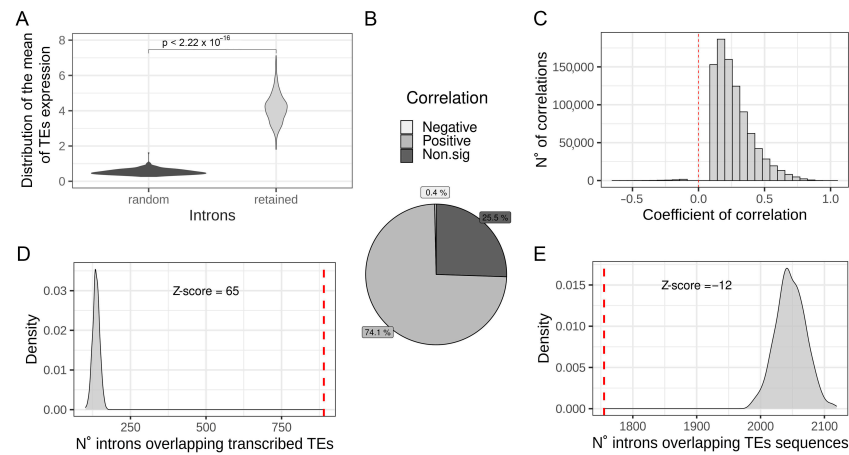 A
Distribution of the mean
of TEs expression
8
6
4
2
0
p < 2.22 x 10⁻¹⁶
random
retained
Introns
B
Correlation
Negative
Positive
Non.sig
0.4 %
25.5 %
74.1 %
C
N° of correlations
150,000
100,000
50,000
0
−0.5
0.0
0.5
1.0
Coefficient of correlation
D
Density
0.03
0.02
0.01
0.00
Z-score = 65
250
500
750
N° introns overlapping transcribed TEs
E
Density
0.015
0.010
0.005
0.000
Z-score =−12
1800
1900
2000
2100
N° introns overlapping TEs sequences